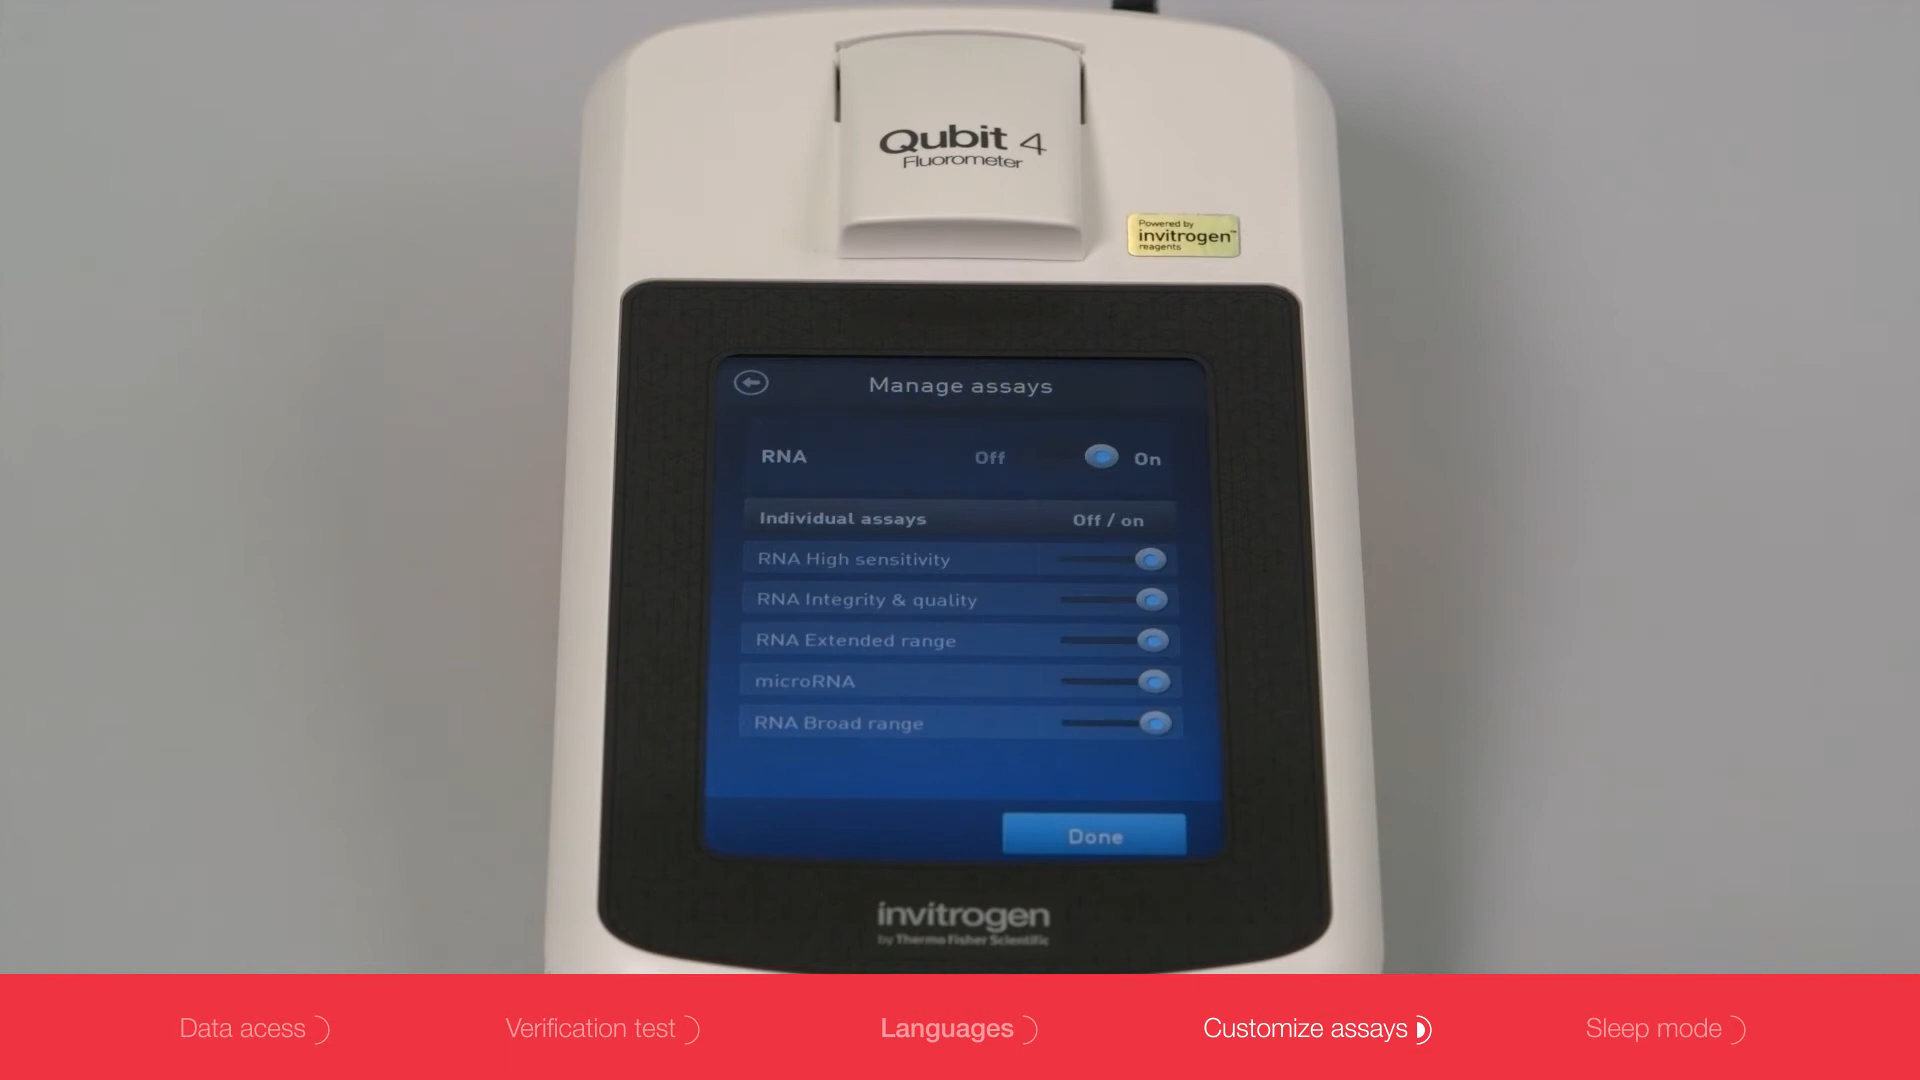 Qubit 4
Fluorometer
Powered by
invitrogen™
reagents
Manage assays
RNA Off On
Individual assays Off / on
RNA High sensitivity
RNA Integrity & quality
RNA Extended range
microRNA
RNA Broad range
Done
invitrogen
by Thermo Fisher Scientific
Data acess Verification test Languages Customize assays Sleep mode